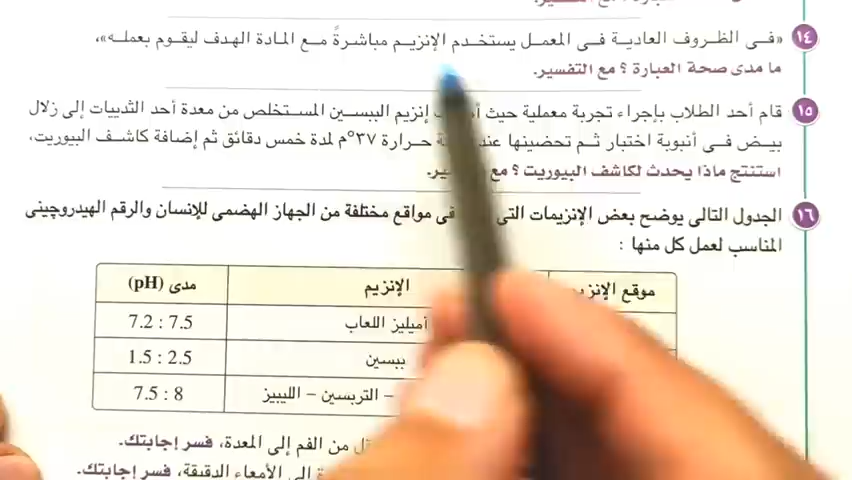 ١٤ «فى الظروف العادية فى المعمل يستخدم الإنزيم مباشرةً مع المادة الهدف ليقوم بعمله»،
ما مدى صحة العبارة ؟ مع التفسير.
١٥ قام أحد الطلاب بإجراء تجربة معملية حيث إنزيم الببسين المستخلص من معدة أحد الثدييات إلى زلال
بيض فى أنبوبة اختبار ثم تحضينها حرارة ٣٧°م لمدة خمس دقائق ثم إضافة كاشف البيوريت،
استنتج ماذا يحدث لكاشف البيوريت ؟ مع
١٦ الجدول التالى يوضح بعض الإنزيمات التى فى مواقع مختلفة من الجهاز الهضمى للإنسان والرقم الهيدروچينى
المناسب لعمل كل منها :
موقع الإنزيم الإنزيم مدى (pH)
أميليز اللعاب 7.2 : 7.5
ببسين 1.5 : 2.5
– التربسين – الليبيز 7.5 : 8
من الفم إلى المعدة، فسر إجابتك.
إلى الأمعاء الدقيقة، فسر إجابتك.